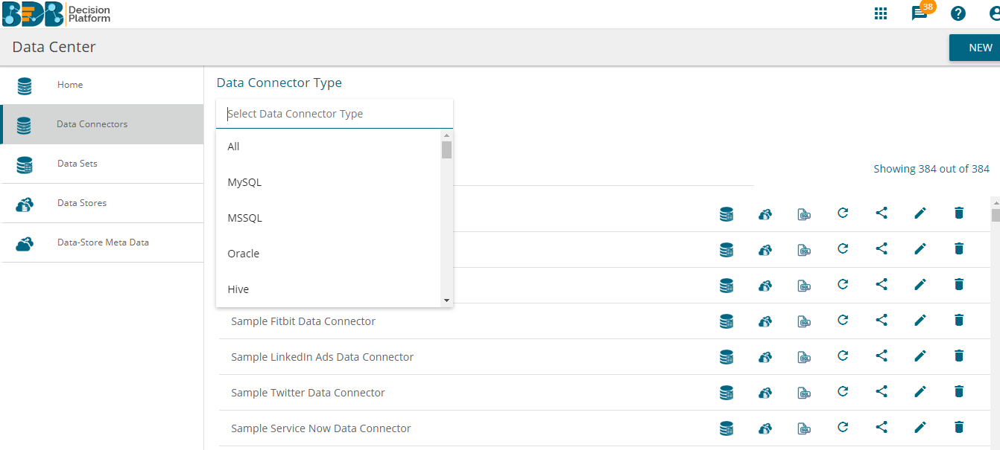 BDB Decision
Platform
38
?
Data Center
NEW
Home
Data Connectors
Data Sets
Data Stores
Data-Store Meta Data
Data Connector Type
Select Data Connector Type
All
MySQL
MSSQL
Oracle
Hive
Showing 384 out of 384
Sample Fitbit Data Connector
Sample LinkedIn Ads Data Connector
Sample Twitter Data Connector
Sample Service Now Data Connector